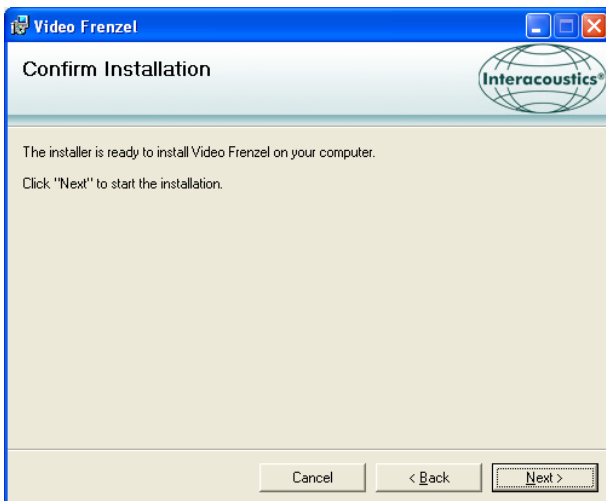 Video Frenzel
Confirm Installation
Interacoustics®
The installer is ready to install Video Frenzel on your computer.
Click "Next" to start the installation.
Cancel
< Back
Next >